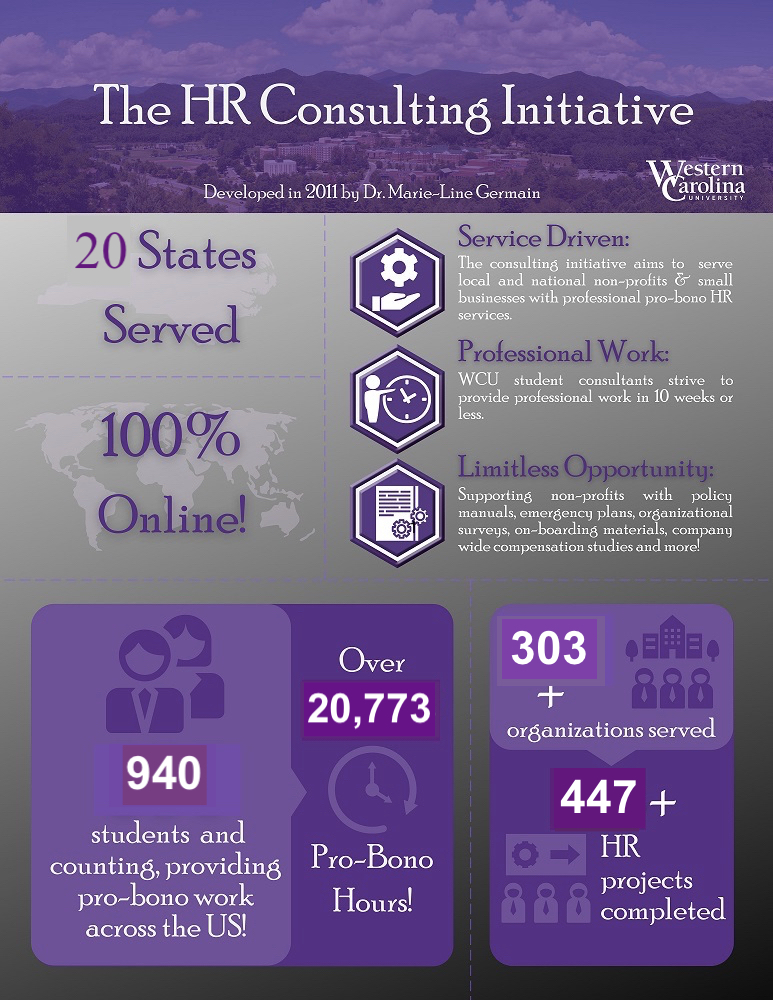 The HR Consulting Initiative
Developed in 2011 by Dr. Marie-Line Germain
Western
Carolina
UNIVERSITY
20 States
Served
100%
Online!
Service Driven:
The consulting initiative aims to serve
local and national non-profits & small
businesses with professional pro-bono HR
services.
Professional Work:
WCU student consultants strive to
provide professional work in 10 weeks or
less.
Limitless Opportunity:
Supporting non-profits with policy
manuals, emergency plans, organizational
surveys, on-boarding materials, company
wide compensation studies and more!
940
students and
counting, providing
pro-bono work
across the US!
Over
20,773
Pro-Bono
Hours!
303
+
organizations served
447 +
HR
projects
completed